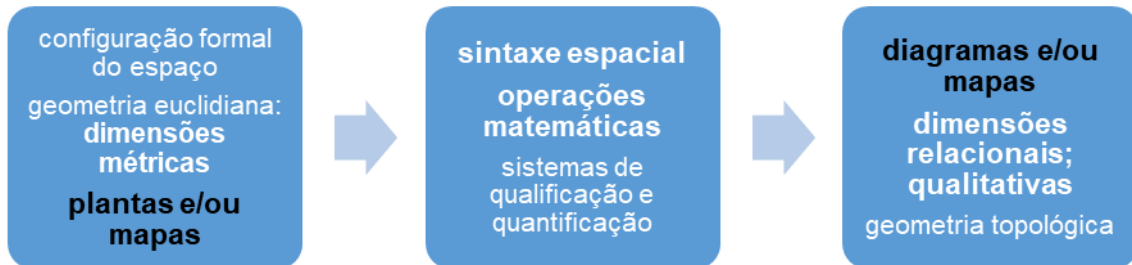 configuração formal
do espaço
geometria euclidiana:
dimensões
métricas
plantas e/ou
mapas
sintaxe espacial
operações
matemáticas
sistemas de
qualificação e
quantificação
diagramas e/ou
mapas
dimensões
relacionais;
qualitativas
geometria topológica